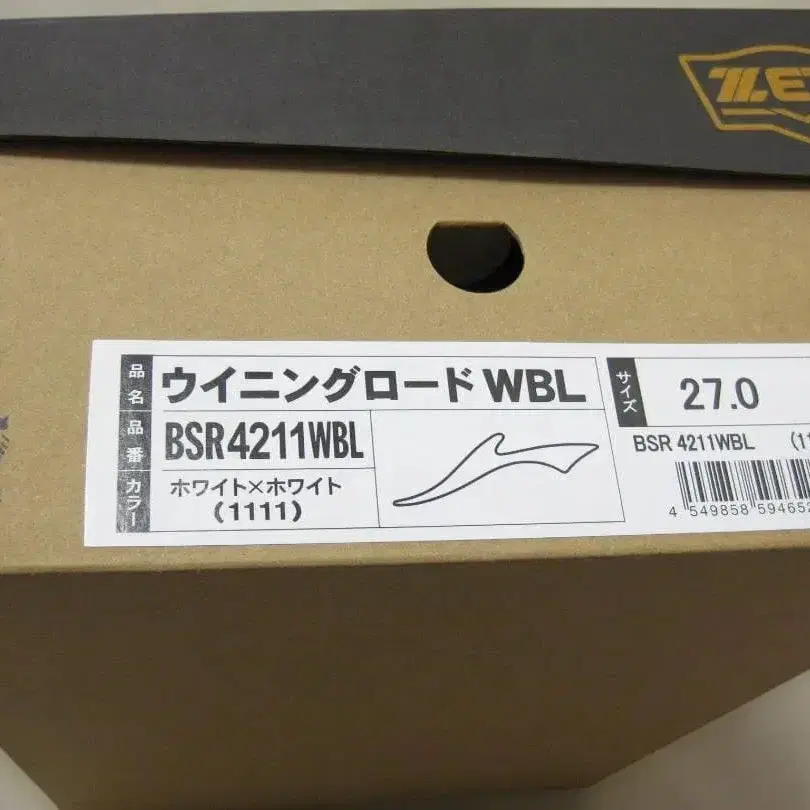 品名 ウイニングロード WBL
品番 BSR4211WBL
カラー ホワイト×ホワイト
(1111)
サイズ 27.0
BSR 4211WBL
4 549858 59465